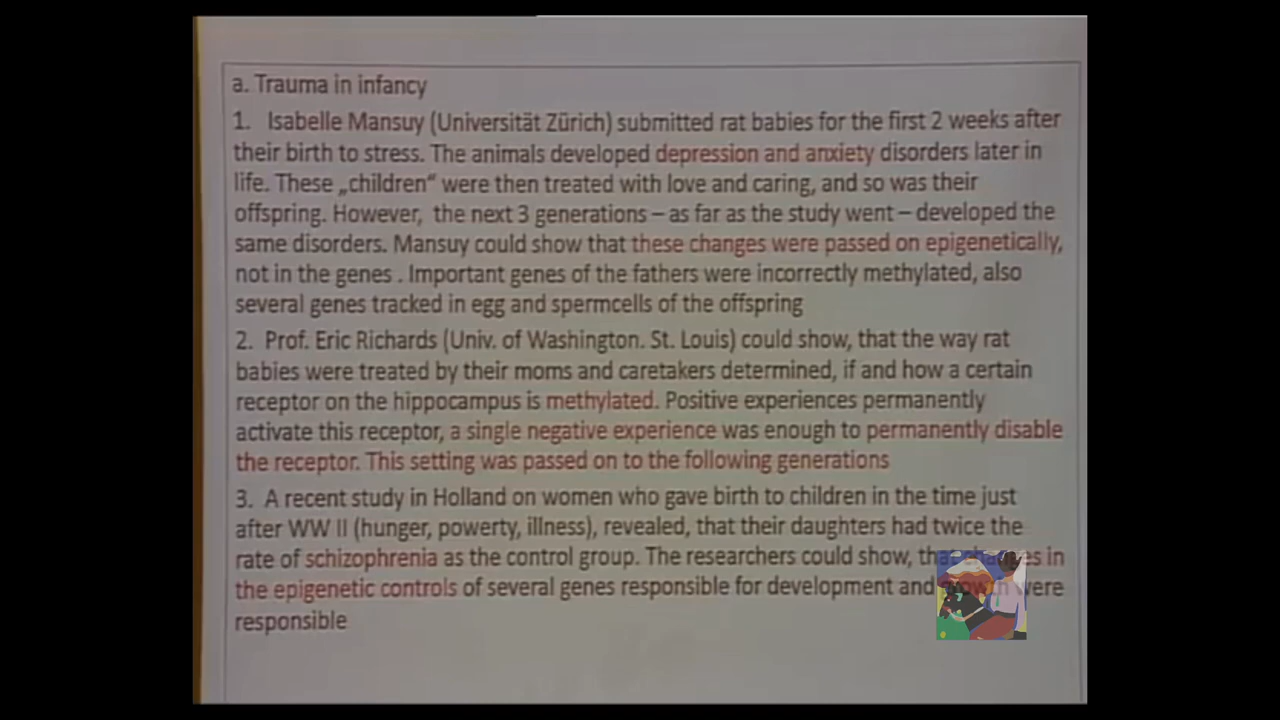 a. Trauma in infancy
1. Isabelle Mansuy (Universität Zürich) submitted rat babies for the first 2 weeks after
their birth to stress. The animals developed depression and anxiety disorders later in
life. These „children“ were then treated with love and caring, and so was their
offspring. However, the next 3 generations – as far as the study went – developed the
same disorders. Mansuy could show that these changes were passed on epigenetically,
not in the genes . Important genes of the fathers were incorrectly methylated, also
several genes tracked in egg and spermcells of the offspring
2. Prof. Eric Richards (Univ. of Washington. St. Louis) could show, that the way rat
babies were treated by their moms and caretakers determined, if and how a certain
receptor on the hippocampus is methylated. Positive experiences permanently
activate this receptor, a single negative experience was enough to permanently disable
the receptor. This setting was passed on to the following generations
3. A recent study in Holland on women who gave birth to children in the time just
after WW II (hunger, powerty, illness), revealed, that their daughters had twice the
rate of schizophrenia as the control group. The researchers could show, in
the epigenetic controls of several genes responsible for development and growth were
responsible